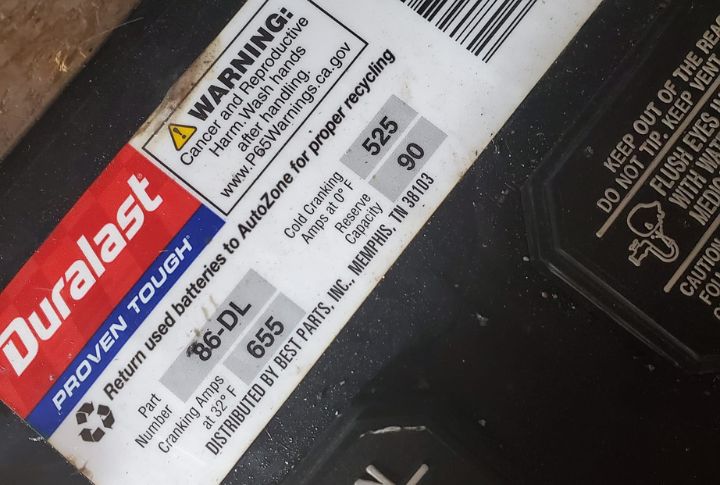 WARNING:
Cancer and Reproductive
Harm. Wash hands
after handling.
www.P65Warnings.ca.gov
Duralast
PROVEN TOUGH™
Return used batteries to AutoZone for proper recycling
Part
Number
86-DL
Cold Cranking
Amps at 0° F
525
Cranking Amps
at 32° F
655
Reserve
Capacity
90
DISTRIBUTED BY BEST PARTS, INC., MEMPHIS, TN 38103
KEEP OUT OF THE REA
DO NOT TIP. KEEP VENT
FLUSH EYES
WITH WAT
MED
CAUTIO
FO